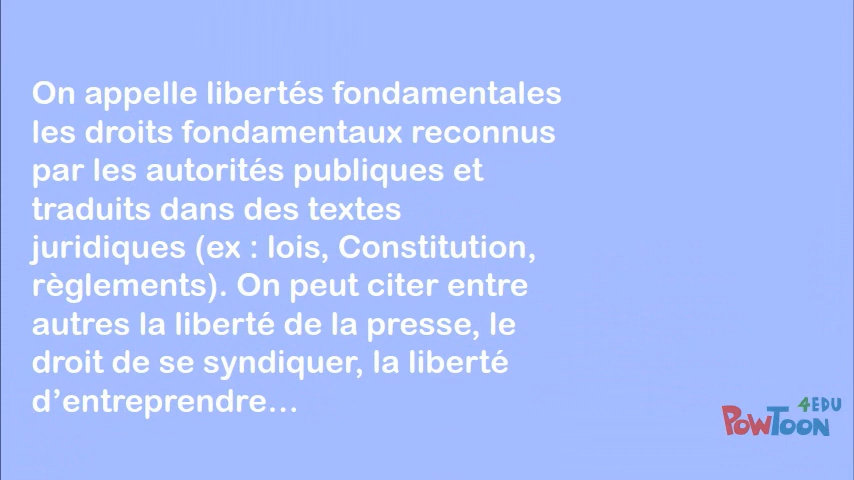 On appelle libertés fondamentales
les droits fondamentaux reconnus
par les autorités publiques et
traduits dans des textes
juridiques (ex : lois, Constitution,
règlements). On peut citer entre
autres la liberté de la presse, le
droit de se syndiquer, la liberté
d’entreprendre…
4EDU
PowToon